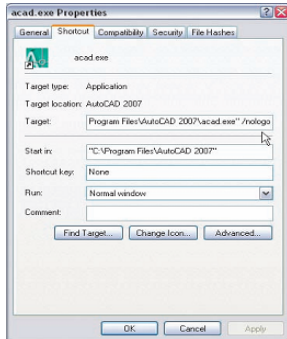 acad.exe Properties
General Shortcut Compatibility Security File Hashes
acad.exe
Target type: Application
Target location: AutoCAD 2007
Target: Program Files\AutoCAD 2007\acad.exe" /nologo
Start in: "C:\Program Files\AutoCAD 2007"
Shortcut key: None
Run: Normal window
Comment:
Find Target... Change Icon... Advanced...
OK Cancel Apply